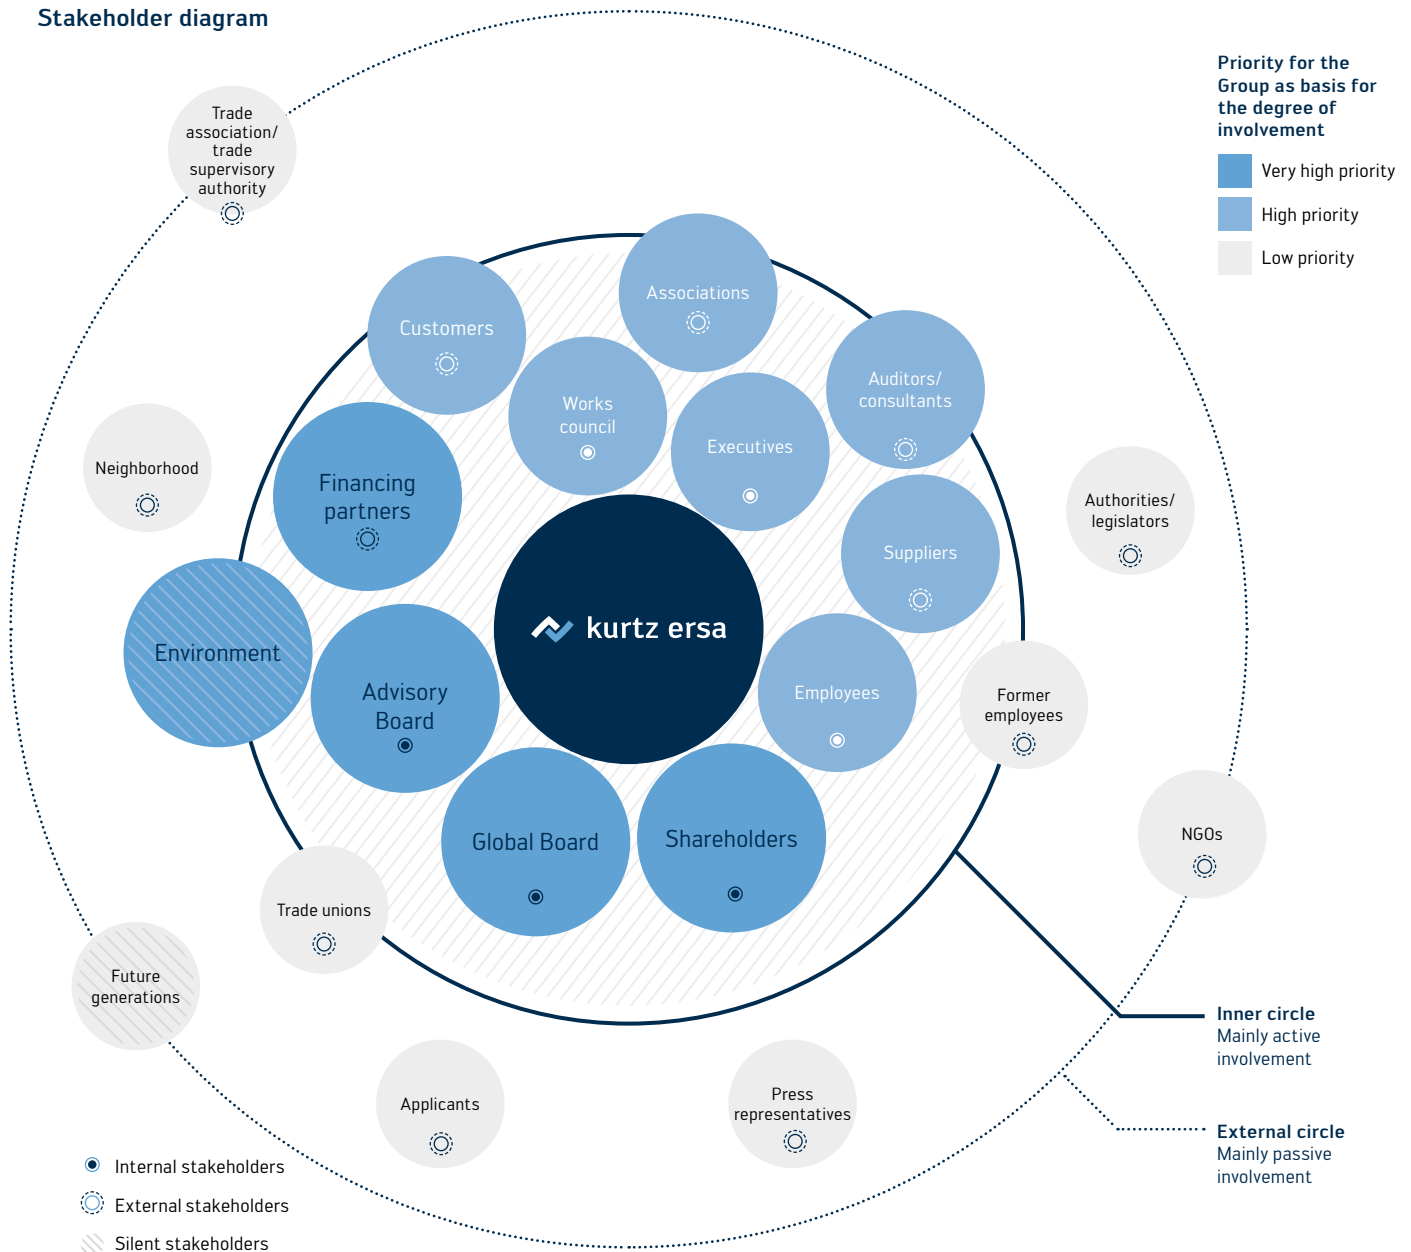 Stakeholder diagram
Priority for the
Group as basis for
the degree of
involvement
Very high priority
High priority
Low priority
Trade
association/
trade
supervisory
authority
Associations
Customers
Auditors/
consultants
Works
council
Executives
Neighborhood
Financing
partners
Authorities/
legislators
Suppliers
kurtz ersa
Environment
Advisory
Board
Employees
Former
employees
Global Board
Shareholders
NGOs
Trade unions
Future
generations
Inner circle
Mainly active
involvement
Applicants
Press
representatives
External circle
Mainly passive
involvement
Internal stakeholders
External stakeholders
Silent stakeholders